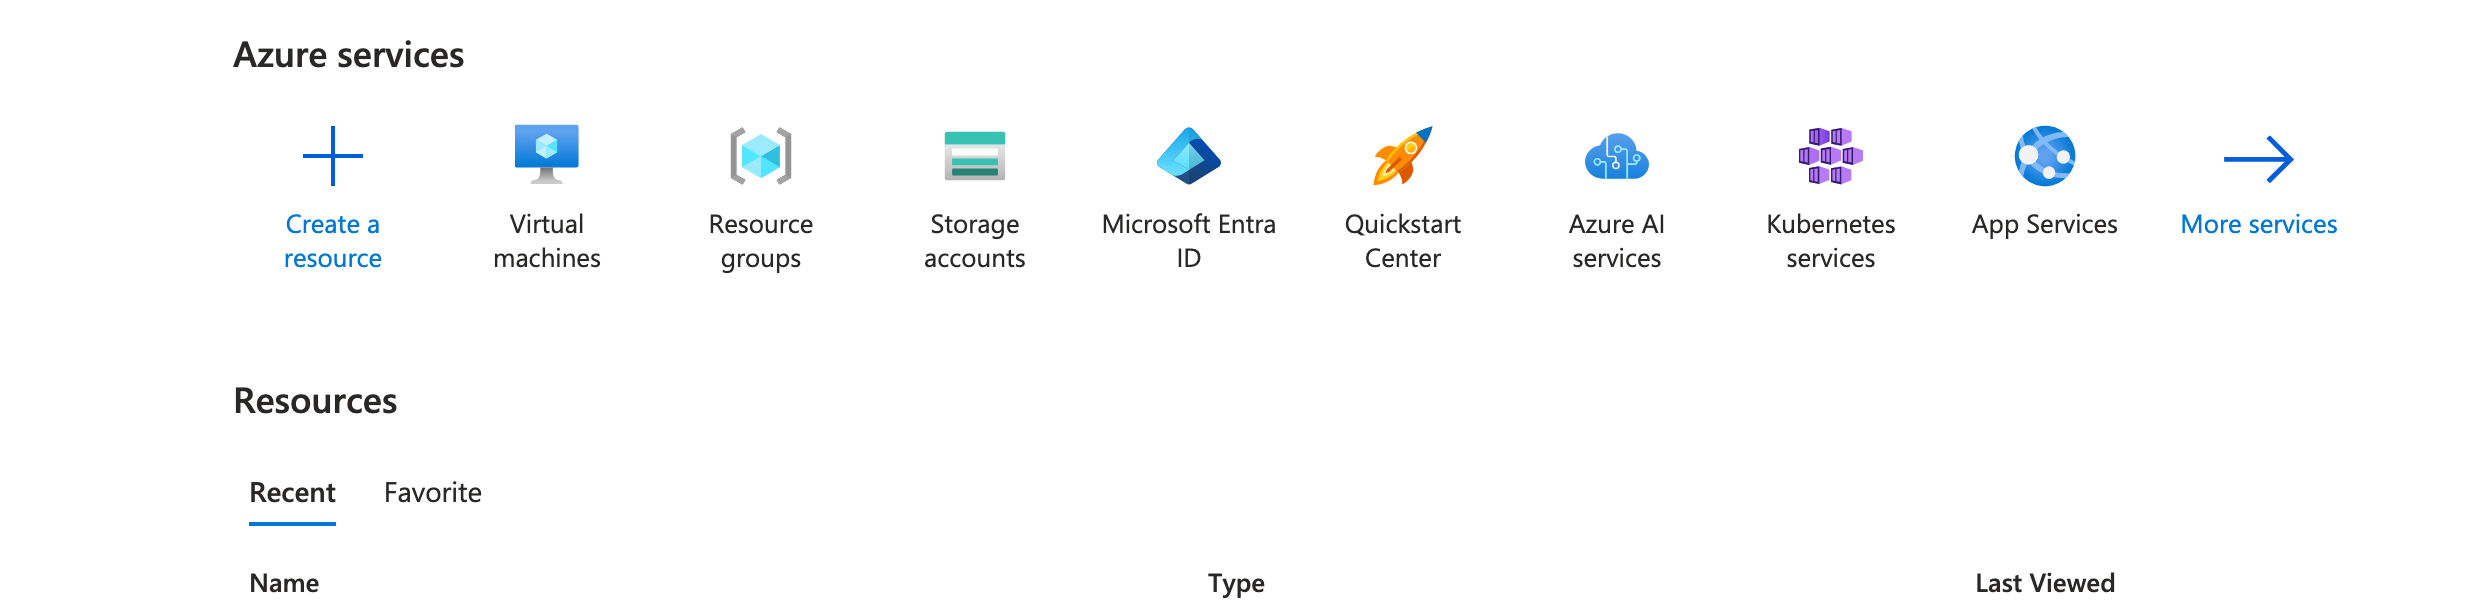 Azure services
Create a
resource
Virtual
machines
Resource
groups
Storage
accounts
Microsoft Entra
ID
Quickstart
Center
Azure AI
services
Kubernetes
services
App Services
More services
Resources
Recent
Favorite
Name
Type
Last Viewed